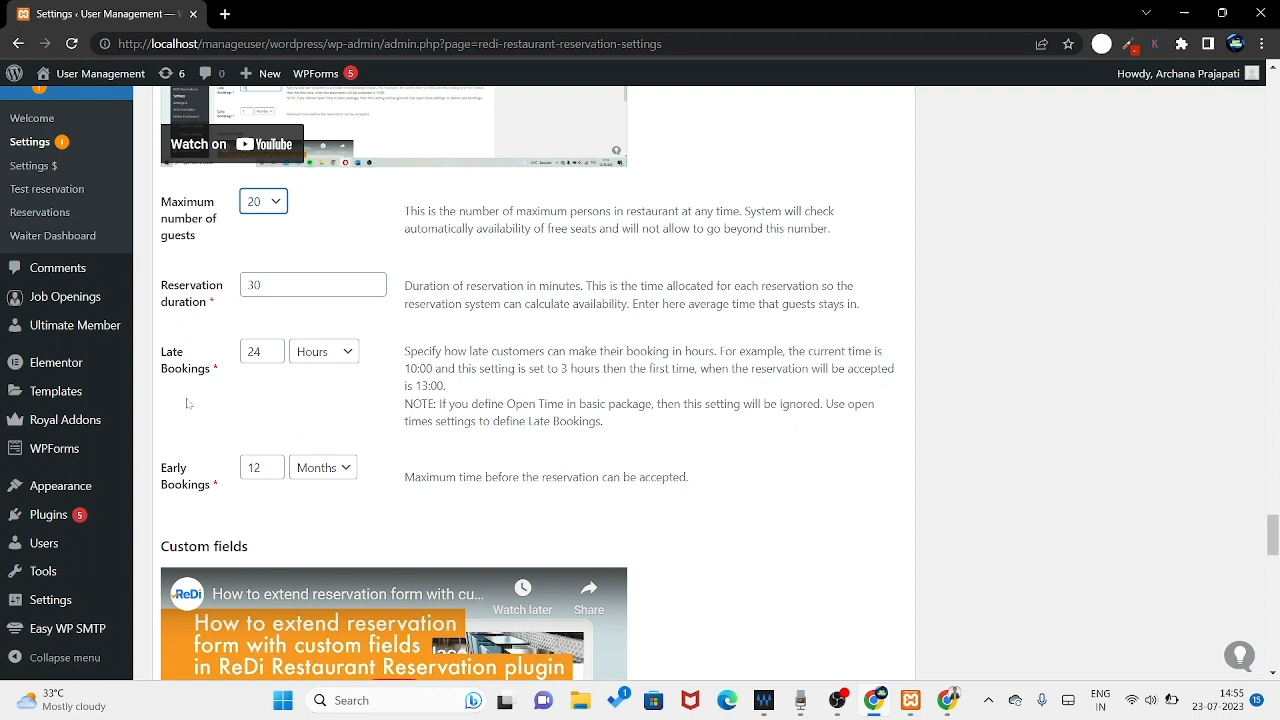 Settings ‹ User Management — W
http://localhost/manageuser/wordpress/wp-admin/admin.php?page=redi-restaurant-reservation-settings
K
User Management 6 0 New WPForms 5
Settings !
Settings $
Test reservation
Reservations
Waiter Dashboard
Comments
Job Openings
Ultimate Member
Elementor
Templates
Royal Addons
WPForms
Appearance
Plugins 5
Users
Tools
Settings
Easy WP SMTP
Collapse menu
Late
Bookings *
Early
Bookings *
Watch on YouTube
Maximum
number of
guests
20
This is the number of maximum persons in restaurant at any time. System will check
automatically availability of free seats and will not allow to go beyond this number.
Reservation
duration *
30
Duration of reservation in minutes. This is the time allocated for each reservation so the
reservation system can calculate availability. Enter here average time that guests stays in.
Late
Bookings *
24 Hours
Specify how late customers can make their booking in hours. For example, the current time is
10:00 and this setting is set to 3 hours then the first time, when the reservation will be accepted
is 13:00.
NOTE: If you define Open Time in basic package, then this setting will be ignored. Use open
times settings to define Late Bookings.
Early
Bookings *
12 Months
Maximum time before the reservation can be accepted.
Custom fields
ReDi
How to extend reservation form with cu...
Watch later
Share
How to extend reservation
form with custom fields
in ReDi Restaurant Reservation plugin
33°C
Mostly cloudy
Search
1
ENG
IN
14:55
23-07-2023
15